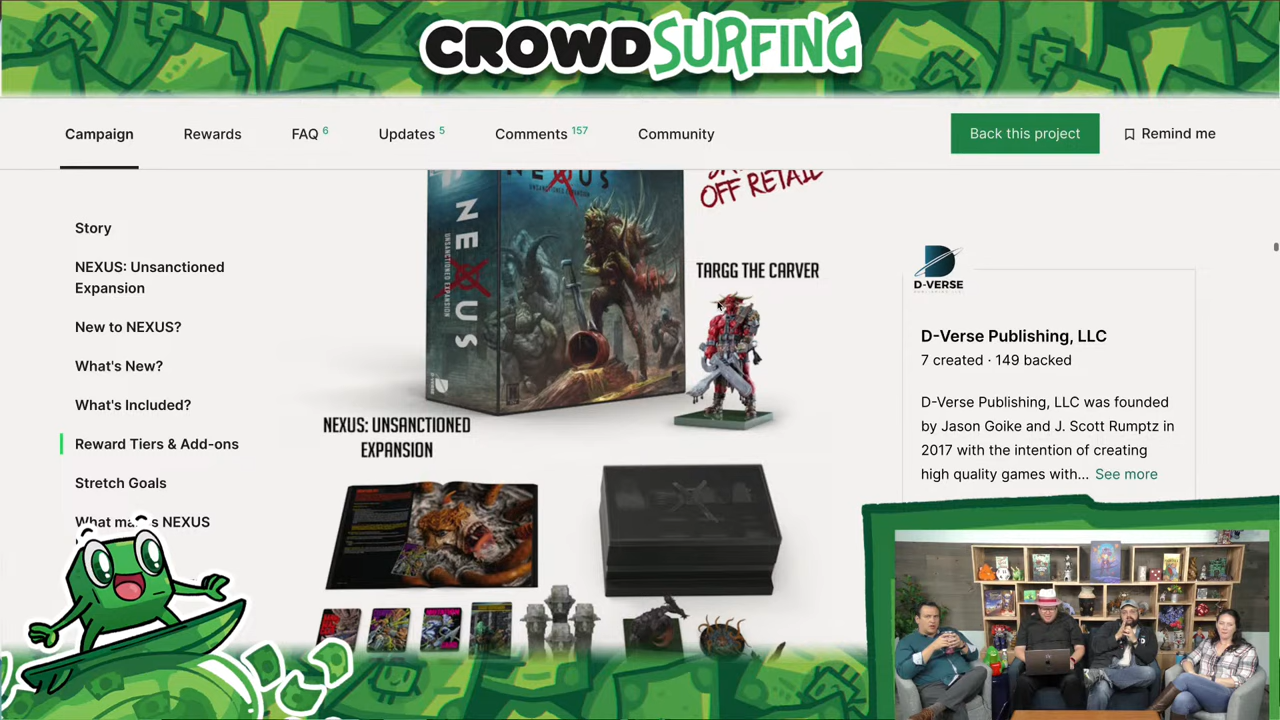 CROWDSURFING
Campaign
Rewards
FAQ 6
Updates 5
Comments 157
Community
Back this project
Remind me
Story
NEXUS: Unsanctioned
Expansion
New to NEXUS?
What's New?
What's Included?
Reward Tiers & Add-ons
Stretch Goals
NEXUS
NEXUS
UNSANCTIONED EXPANSION
OFF RETAIL
TARGG THE CARVER
NEXUS: UNSANCTIONED
EXPANSION
D-VERSE
D-Verse Publishing, LLC
7 created · 149 backed
D-Verse Publishing, LLC was founded
by Jason Goike and J. Scott Rumptz in
2017 with the intention of creating
high quality games with... See more